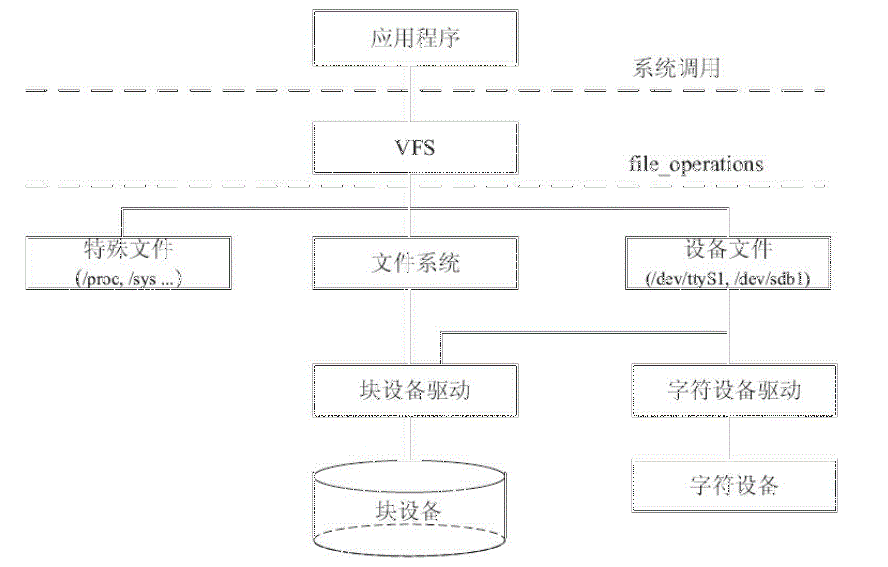 应用程序
系统调用
VFS
file_operations
特殊文件
(/proc, /sys ...)
文件系统
设备文件
(/dev/ttyS1, /dev/sdb1)
块设备驱动
字符设备驱动
字符设备
块设备